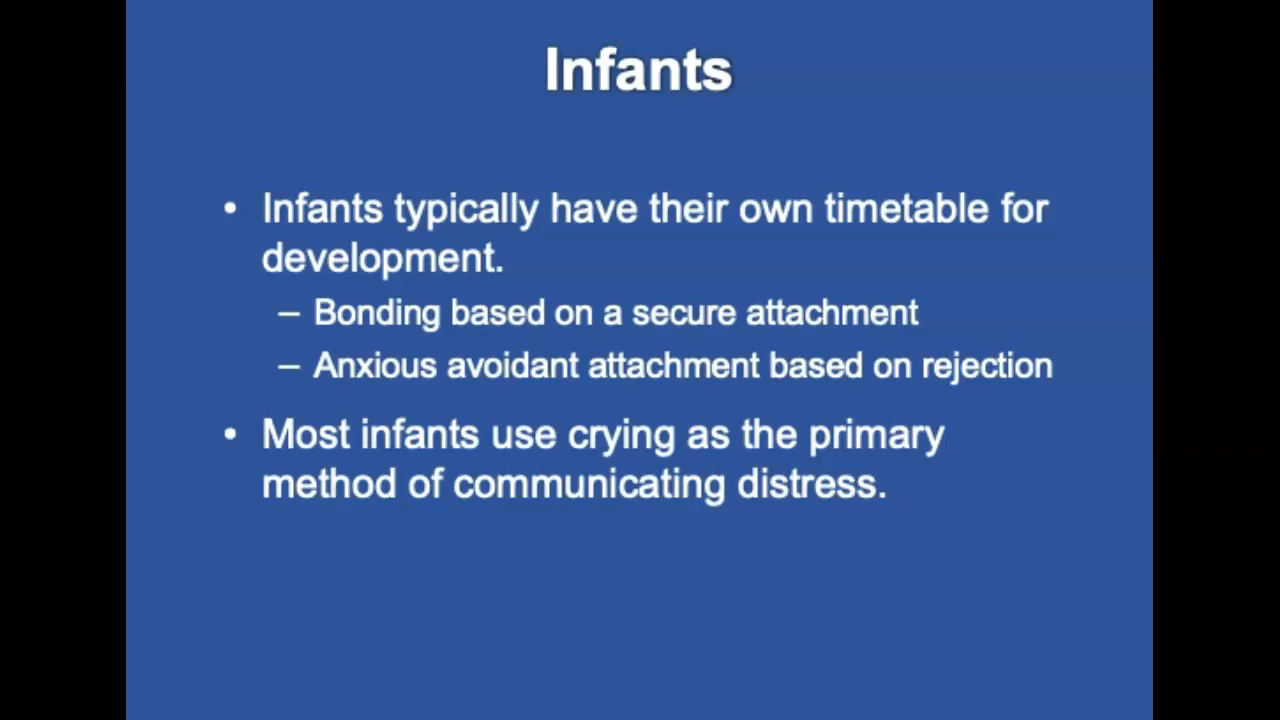 Infants
• Infants typically have their own timetable for
development.
– Bonding based on a secure attachment
– Anxious avoidant attachment based on rejection
• Most infants use crying as the primary
method of communicating distress.